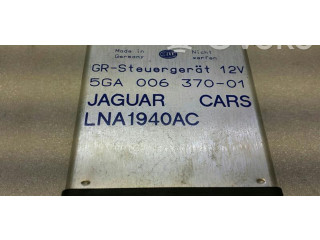 Made in Nicht
Germany werfen
GR-Steuergerät 12V
5GA 006 370-01
JAGUAR CARS
LNA1940AC